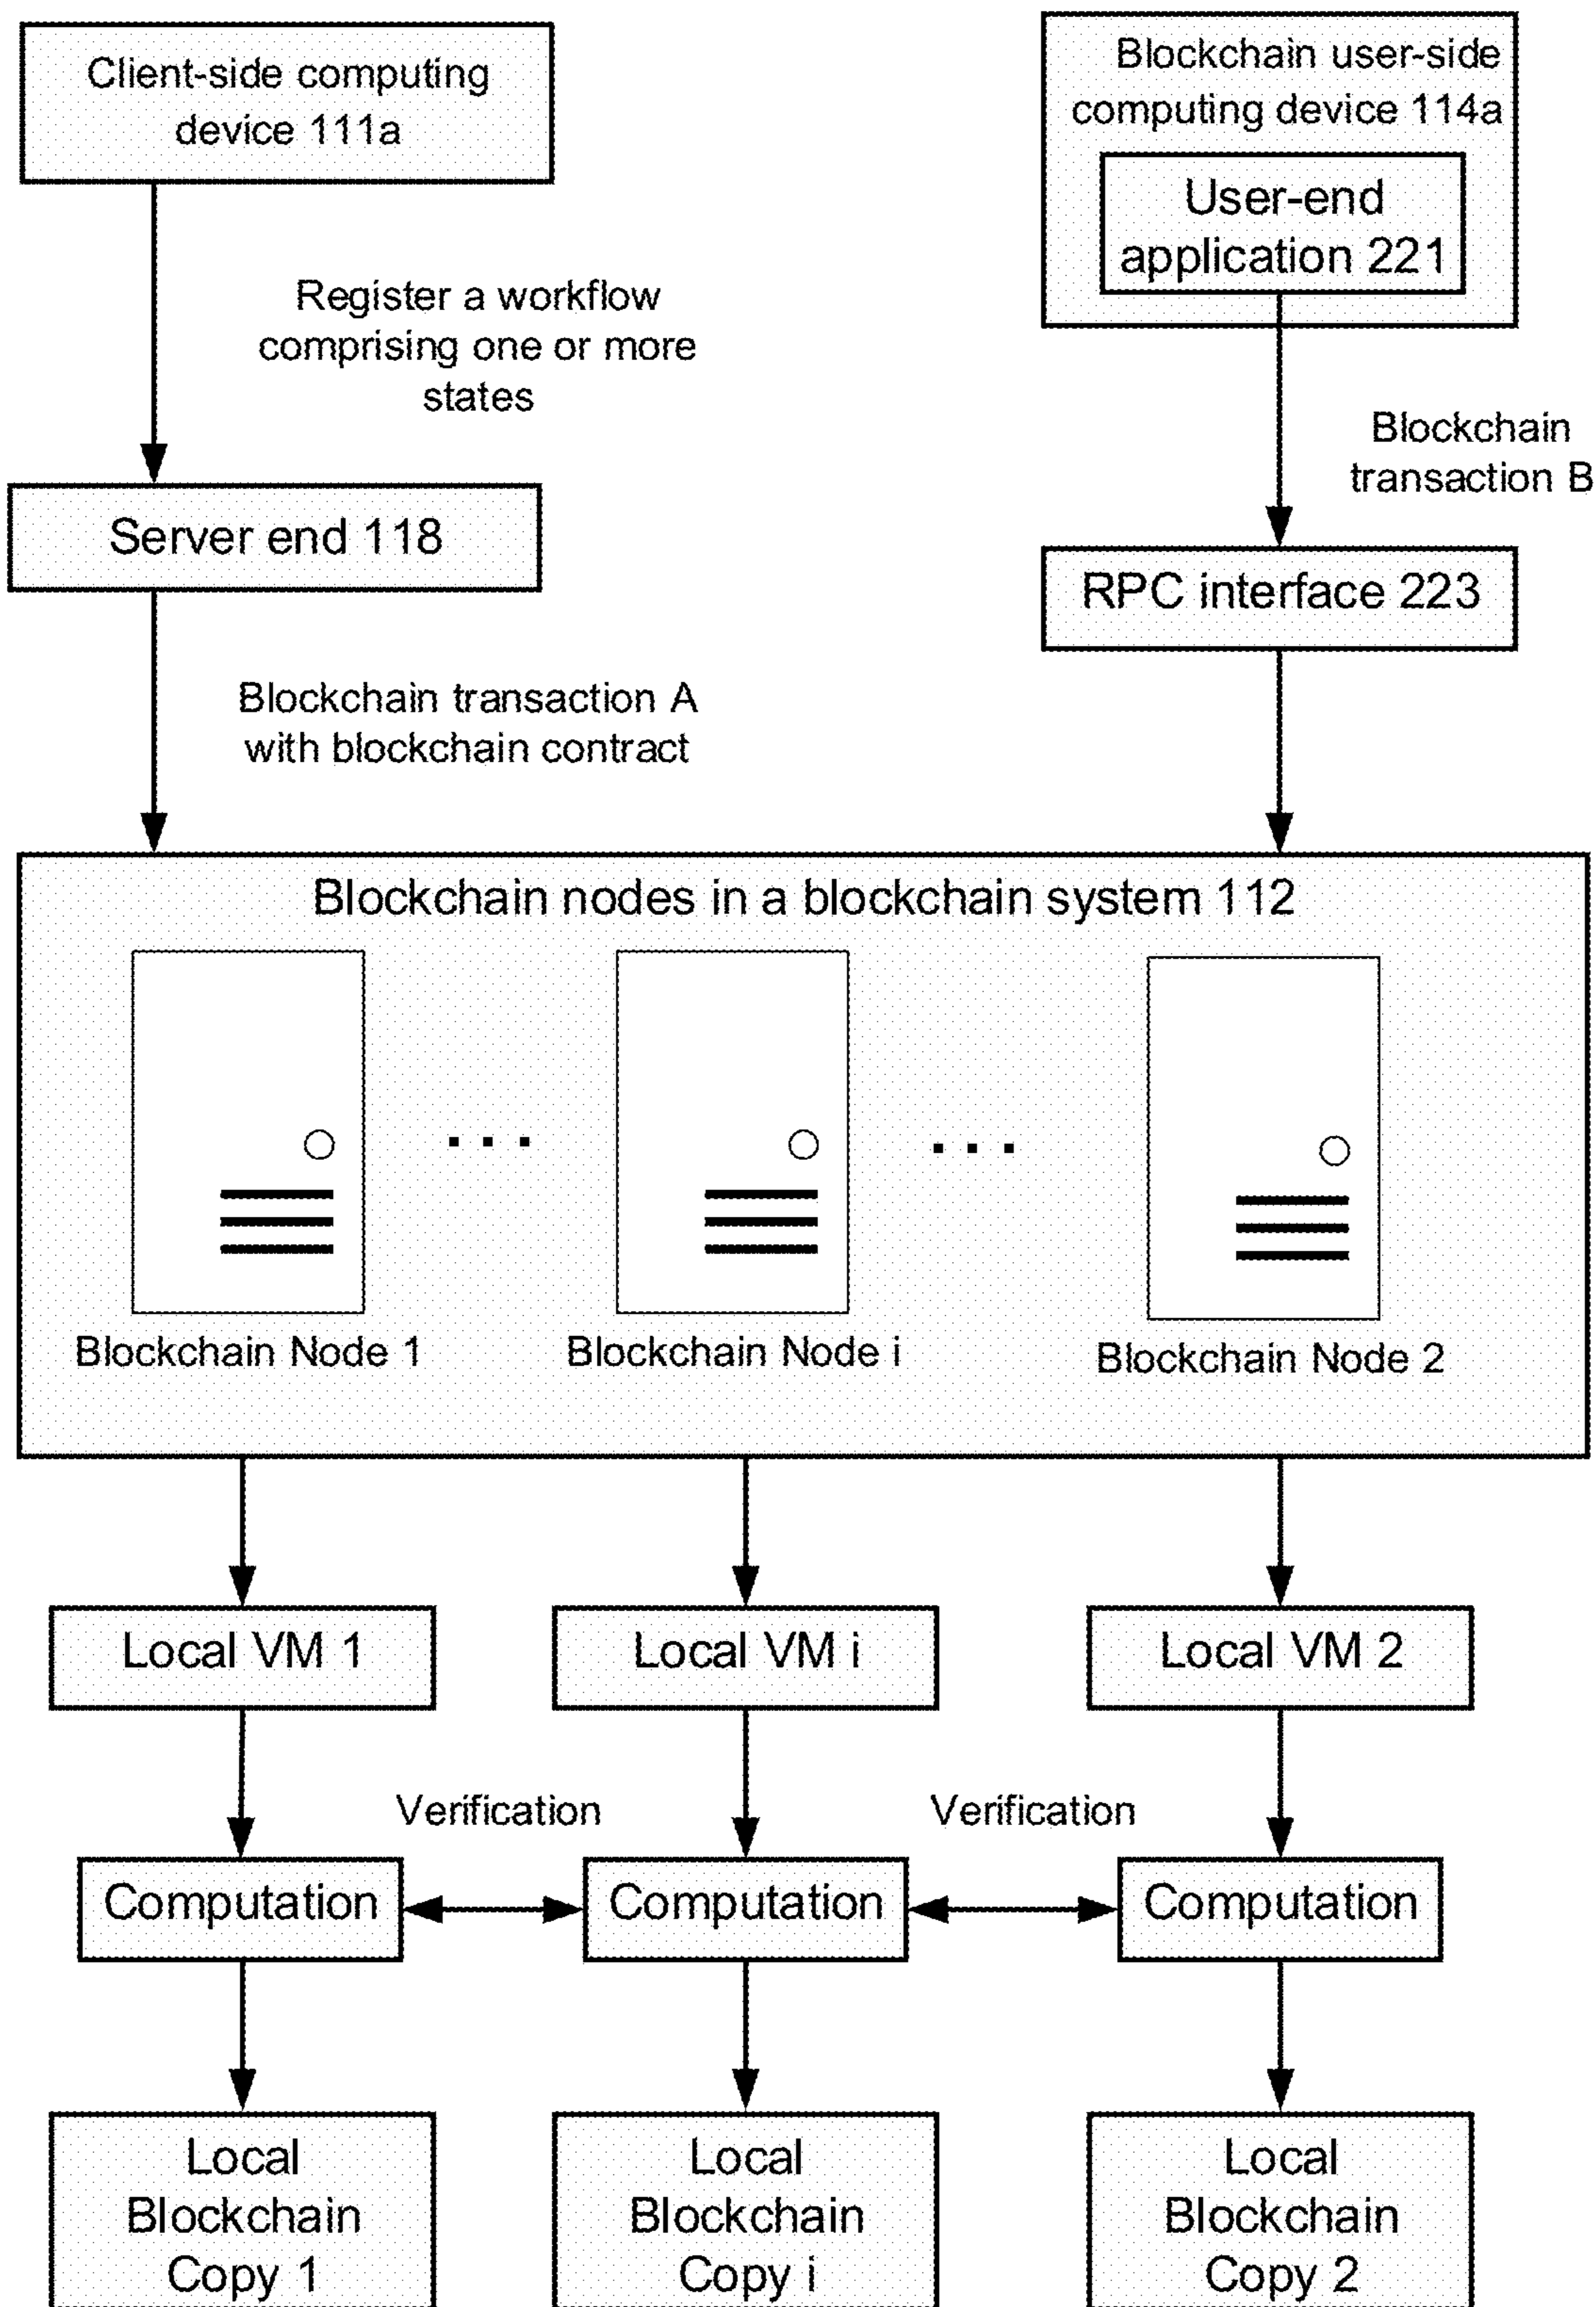 Client-side computing
device 111a
Blockchain user-side
computing device 114a
User-end
application 221
Register a workflow
comprising one or more
states
Blockchain
transaction B
Server end 118
RPC interface 223
Blockchain transaction A
with blockchain contract
Blockchain nodes in a blockchain system 112
. . .
. . .
Blockchain Node 1
Blockchain Node i
Blockchain Node 2
Local VM 1
Local VM i
Local VM 2
Verification
Verification
Computation
Computation
Computation
Local
Blockchain
Copy 1
Local
Blockchain
Copy i
Local
Blockchain
Copy 2